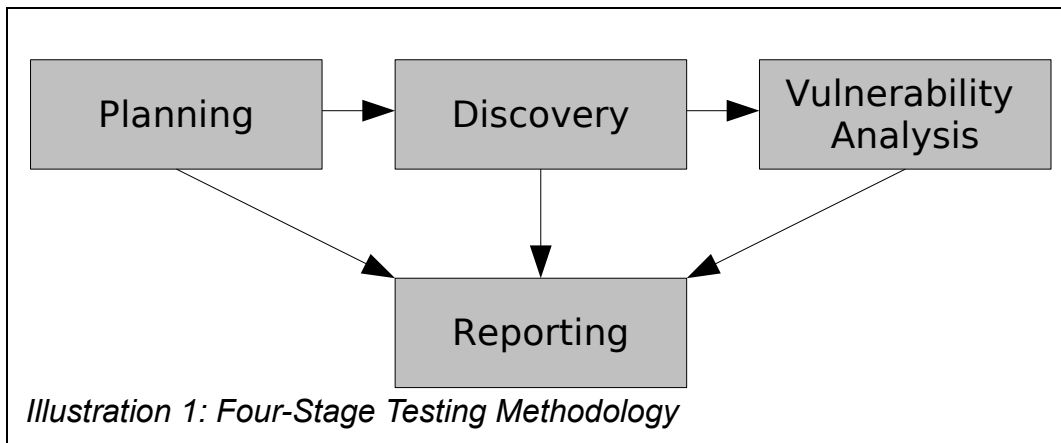 Planning
Discovery
Vulnerability
Analysis
Reporting
Illustration 1: Four-Stage Testing Methodology